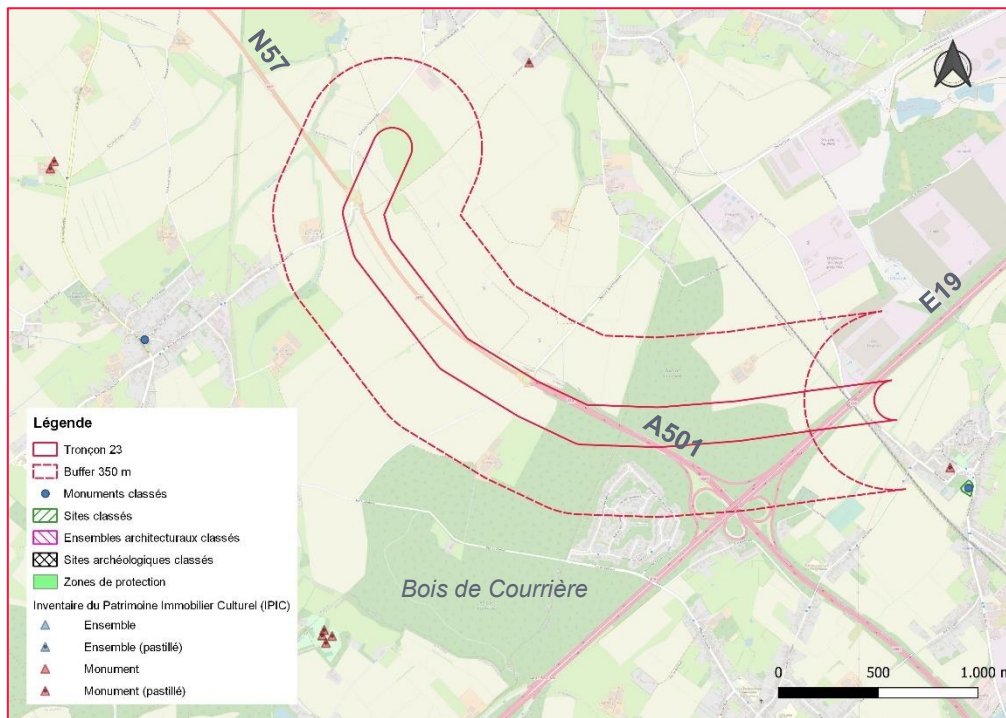 N57
E19
A501
Bois de Courrière
Légende
Tronçon 23
Buffer 350 m
Monuments classés
Sites classés
Ensembles architecturaux classés
Sites archéologiques classés
Zones de protection
Inventaire du Patrimoine Immobilier Culturel (IPIC)
Ensemble
Ensemble (pastillé)
Monument
Monument (pastillé)
0 500 1.000 m